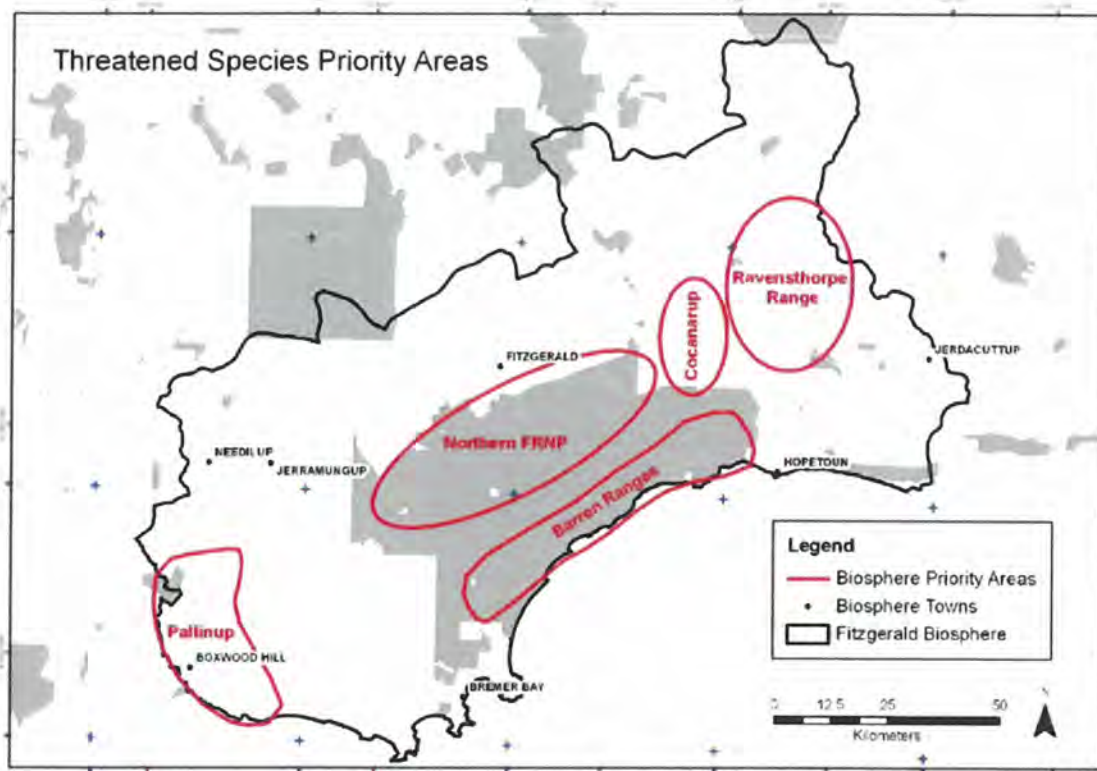 Threatened Species Priority Areas
Ravensthorpe
Range
Cocanarup
JERDACUTTUP
FITZGERALD
Northern FRNP
NEEDILUP
JERRAMUNGUP
HOPETOUN
Barren Ranges
Pallinup
BOXWOOD HILL
BREMER BAY
Legend
Biosphere Priority Areas
Biosphere Towns
Fitzgerald Biosphere
0 12.5 25 50
Kilometers
N